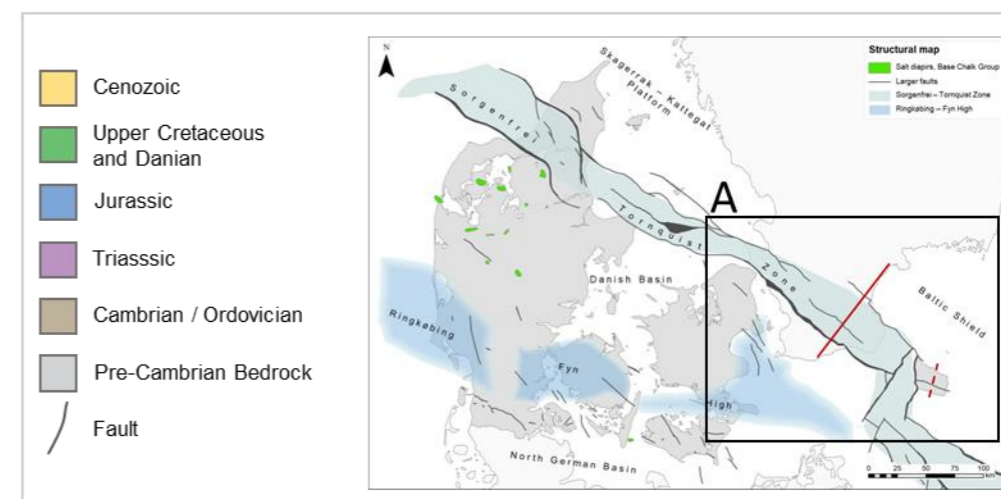 Cenozoic
Upper Cretaceous
and Danian
Jurassic
Triasssic
Cambrian / Ordovician
Pre-Cambrian Bedrock
Fault
N
Structural map
Salt diapirs, Base Chalk Group
Larger faults
Sorgenfrei – Tornquist Zone
Ringkøbing – Fyn High
Skagerrak – Kattegat
Platform
Sorgenfrei
A
Tornquist
Zone
Danish Basin
Baltic Shield
Ringkøbing
Fyn
High
North German Basin
0 25 50 75 100
km